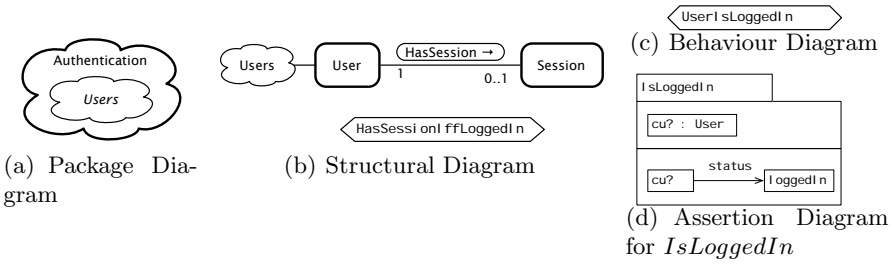 Authentication
Users
(a) Package Dia-
gram
Users
User
HasSession →
1
0..1
Session
HasSessionIffLoggedIn
(b) Structural Diagram
UserIsLoggedIn
(c) Behaviour Diagram
IsLoggedIn
cu? : User
cu?
status
loggedIn
(d) Assertion Diagram
for IsLoggedIn